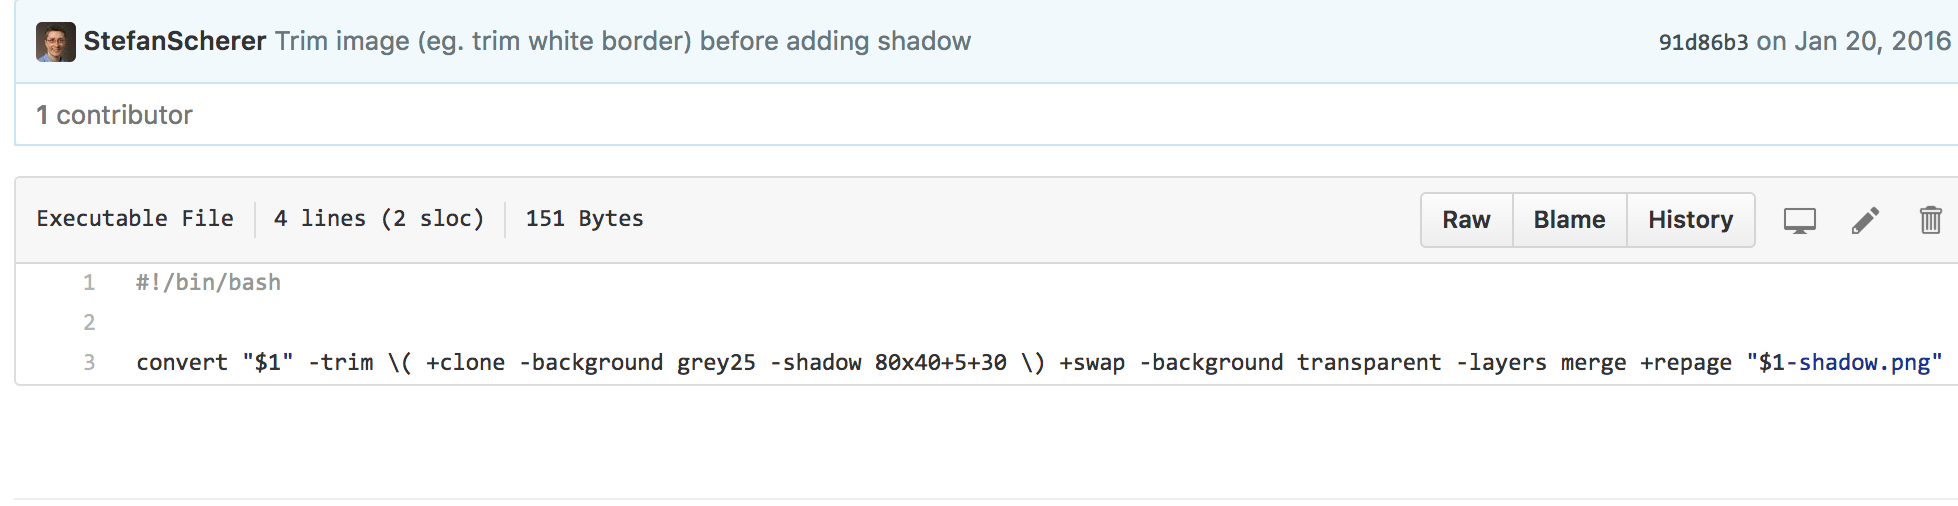 StefanScherer Trim image (eg. trim white border) before adding shadow 91d86b3 on Jan 20, 2016
1 contributor
Executable File 4 lines (2 sloc) 151 Bytes Raw Blame History
1 #!/bin/bash
2
3 convert "$1" -trim \( +clone -background grey25 -shadow 80x40+5+30 \) +swap -background transparent -layers merge +repage "$1-shadow.png"